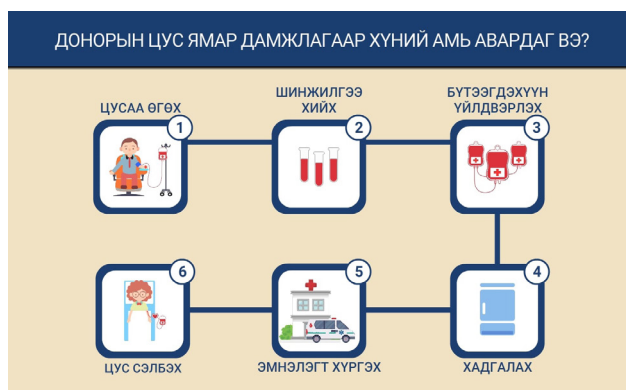 ДОНОРЫН ЦУС ЯМАР ДАМЖЛАГААР ХҮНИЙ АМЬ АВАРДАГ ВЭ?
ЦУСАА ӨГӨХ
1
ШИНЖИЛГЭЭ
ХИЙХ
2
БҮТЭЭГДЭХҮҮН
ҮЙЛДВЭРЛЭХ
3
4
ХАДГАЛАХ
5
ЭМНЭЛЭГТ ХҮРГЭХ
6
ЦУС СЭЛБЭХ